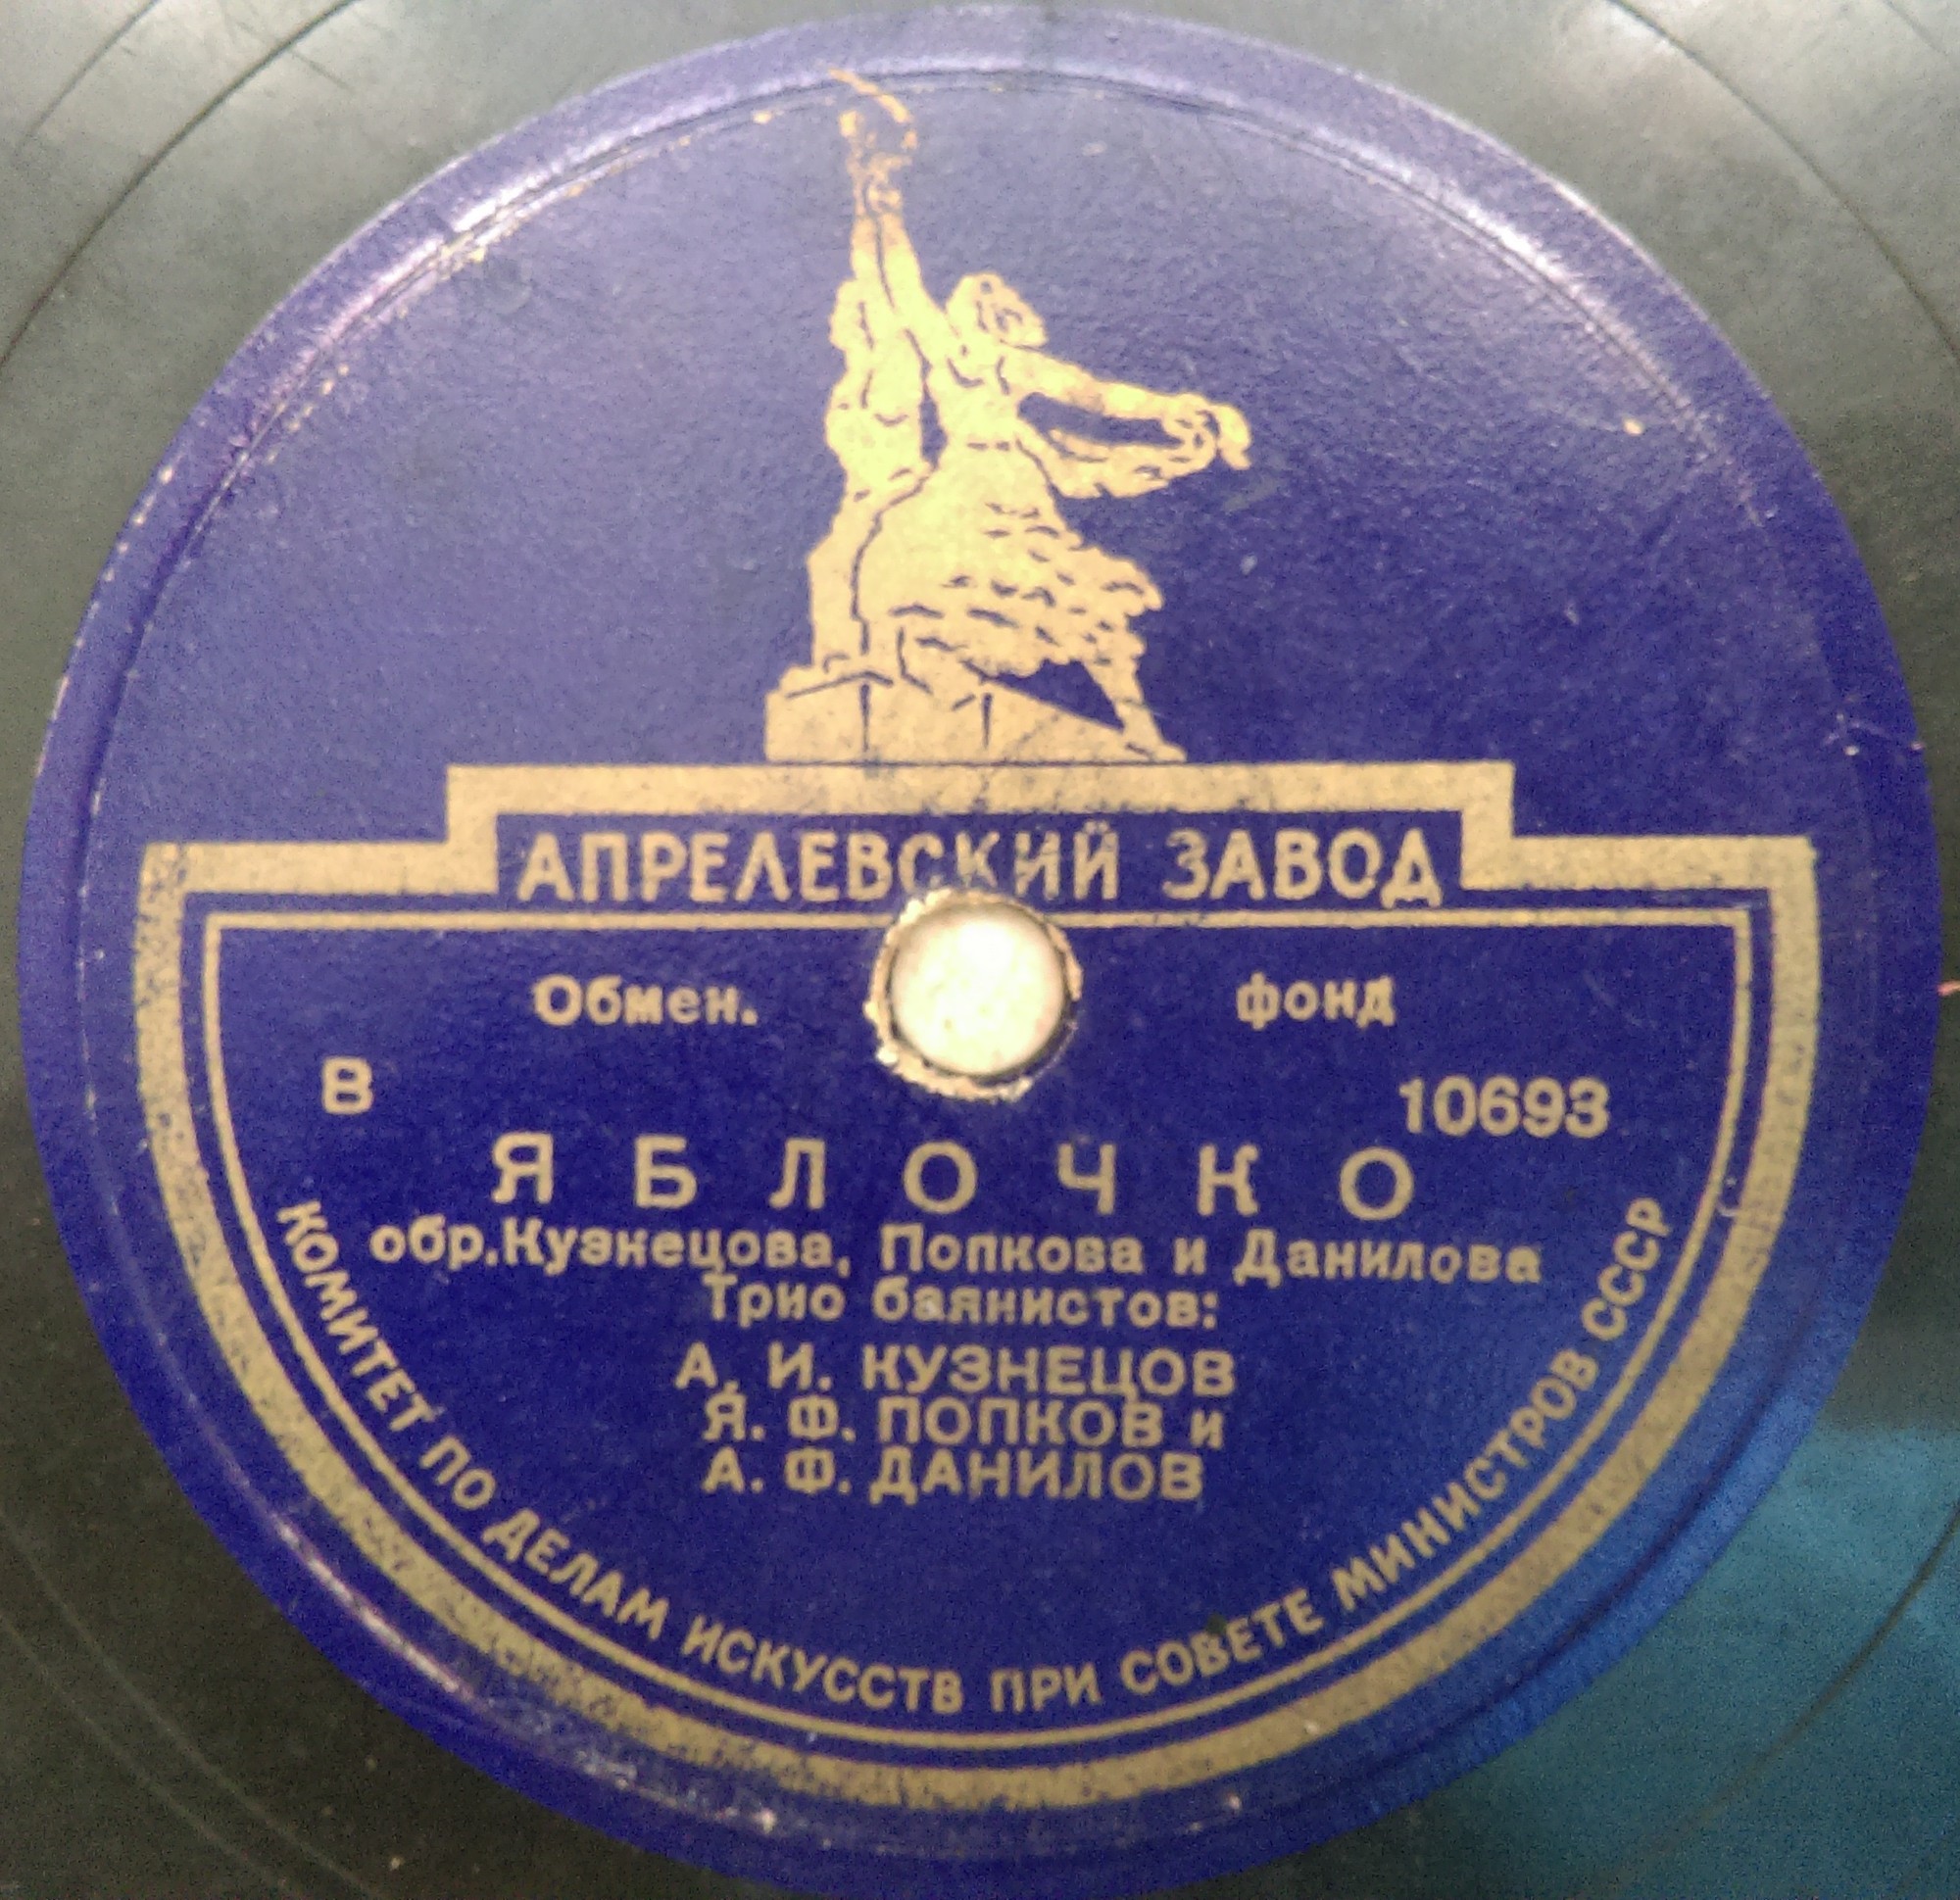 АПРЕЛЕВСКИЙ ЗАВОД
Обмен. фонд
В 10693
ЯБЛОЧКО
обр.Кузнецова, Попкова и Данилова
Трио баянистов:
А. И. КУЗНЕЦОВ
Я. Ф. ПОПКОВ и
А. Ф. ДАНИЛОВ
КОМИТЕТ ПО ДЕЛАМ ИСКУССТВ ПРИ СОВЕТЕ МИНИСТРОВ СССР